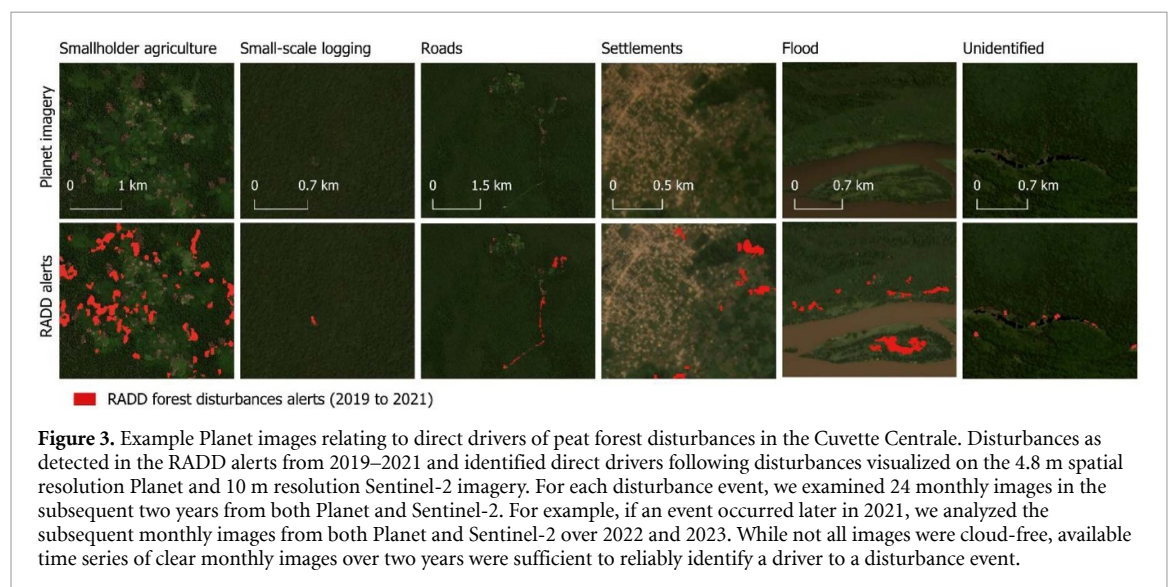 Smallholder agriculture Small-scale logging Roads Settlements Flood Unidentified
Planet imagery
0 1 km 0 0.7 km 0 1.5 km 0 0.5 km 0 0.7 km 0 0.7 km
RADD alerts
RADD forest disturbances alerts (2019 to 2021)
Figure 3. Example Planet images relating to direct drivers of peat forest disturbances in the Cuvette Centrale. Disturbances as
detected in the RADD alerts from 2019–2021 and identified direct drivers following disturbances visualized on the 4.8 m spatial
resolution Planet and 10 m resolution Sentinel-2 imagery. For each disturbance event, we examined 24 monthly images in the
subsequent two years from both Planet and Sentinel-2. For example, if an event occurred later in 2021, we analyzed the
subsequent monthly images from both Planet and Sentinel-2 over 2022 and 2023. While not all images were cloud-free, available
time series of clear monthly images over two years were sufficient to reliably identify a driver to a disturbance event.